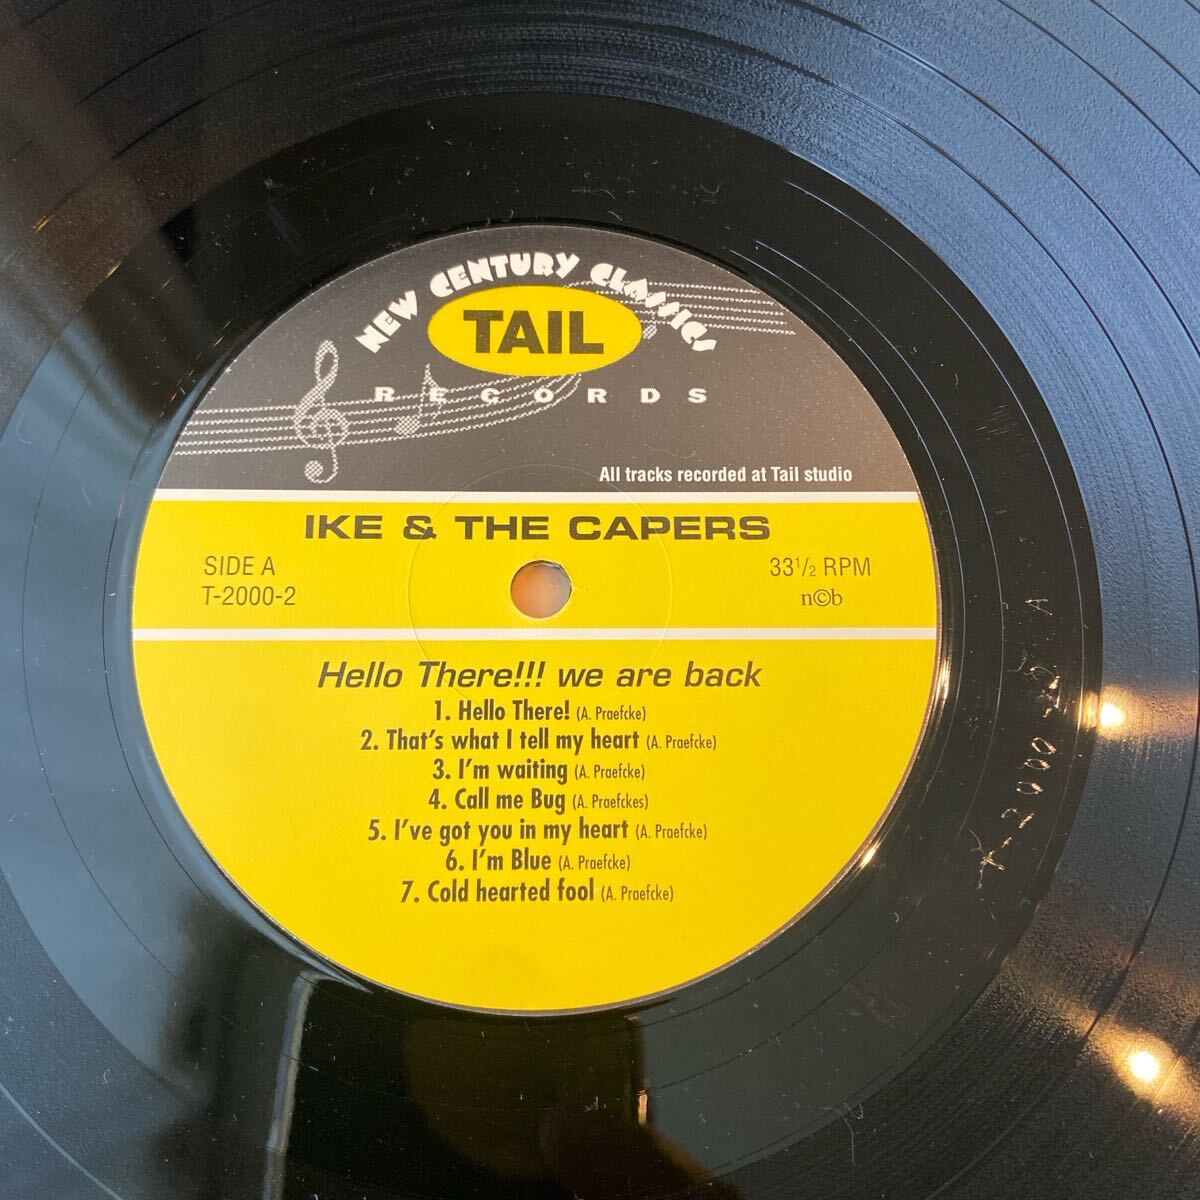 NEW CENTURY CLASSICS
TAIL
RECORDS
All tracks recorded at Tail studio
IKE & THE CAPERS
SIDE A
T-2000-2
33 1/2 RPM
n©b
Hello There!!! we are back
1. Hello There! (A. Praefcke)
2. That's what I tell my heart (A. Praefcke)
3. I'm waiting (A. Praefcke)
4. Call me Bug (A. Praefckes)
5. I've got you in my heart (A. Praefcke)
6. I'm Blue (A. Praefcke)
7. Cold hearted fool (A. Praefcke)